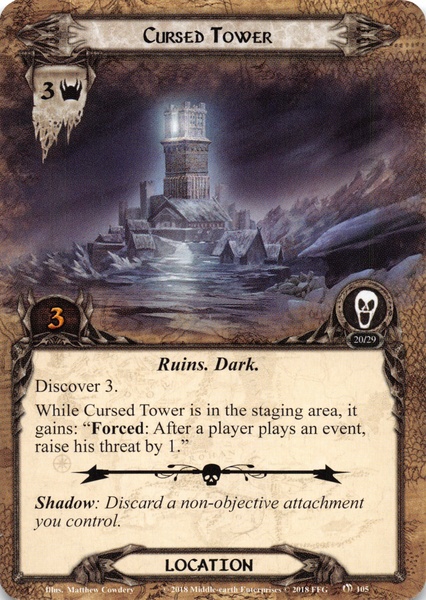 Cursed Tower
3
3
20/29
Ruins. Dark.
Discover 3.
While Cursed Tower is in the staging area, it
gains: “Forced: After a player plays an event,
raise his threat by 1.”
Shadow: Discard a non-objective attachment
you control.
LOCATION
Illus. Matthew Cowdery © 2018 Middle-earth Enterprises © 2018 FFG 105